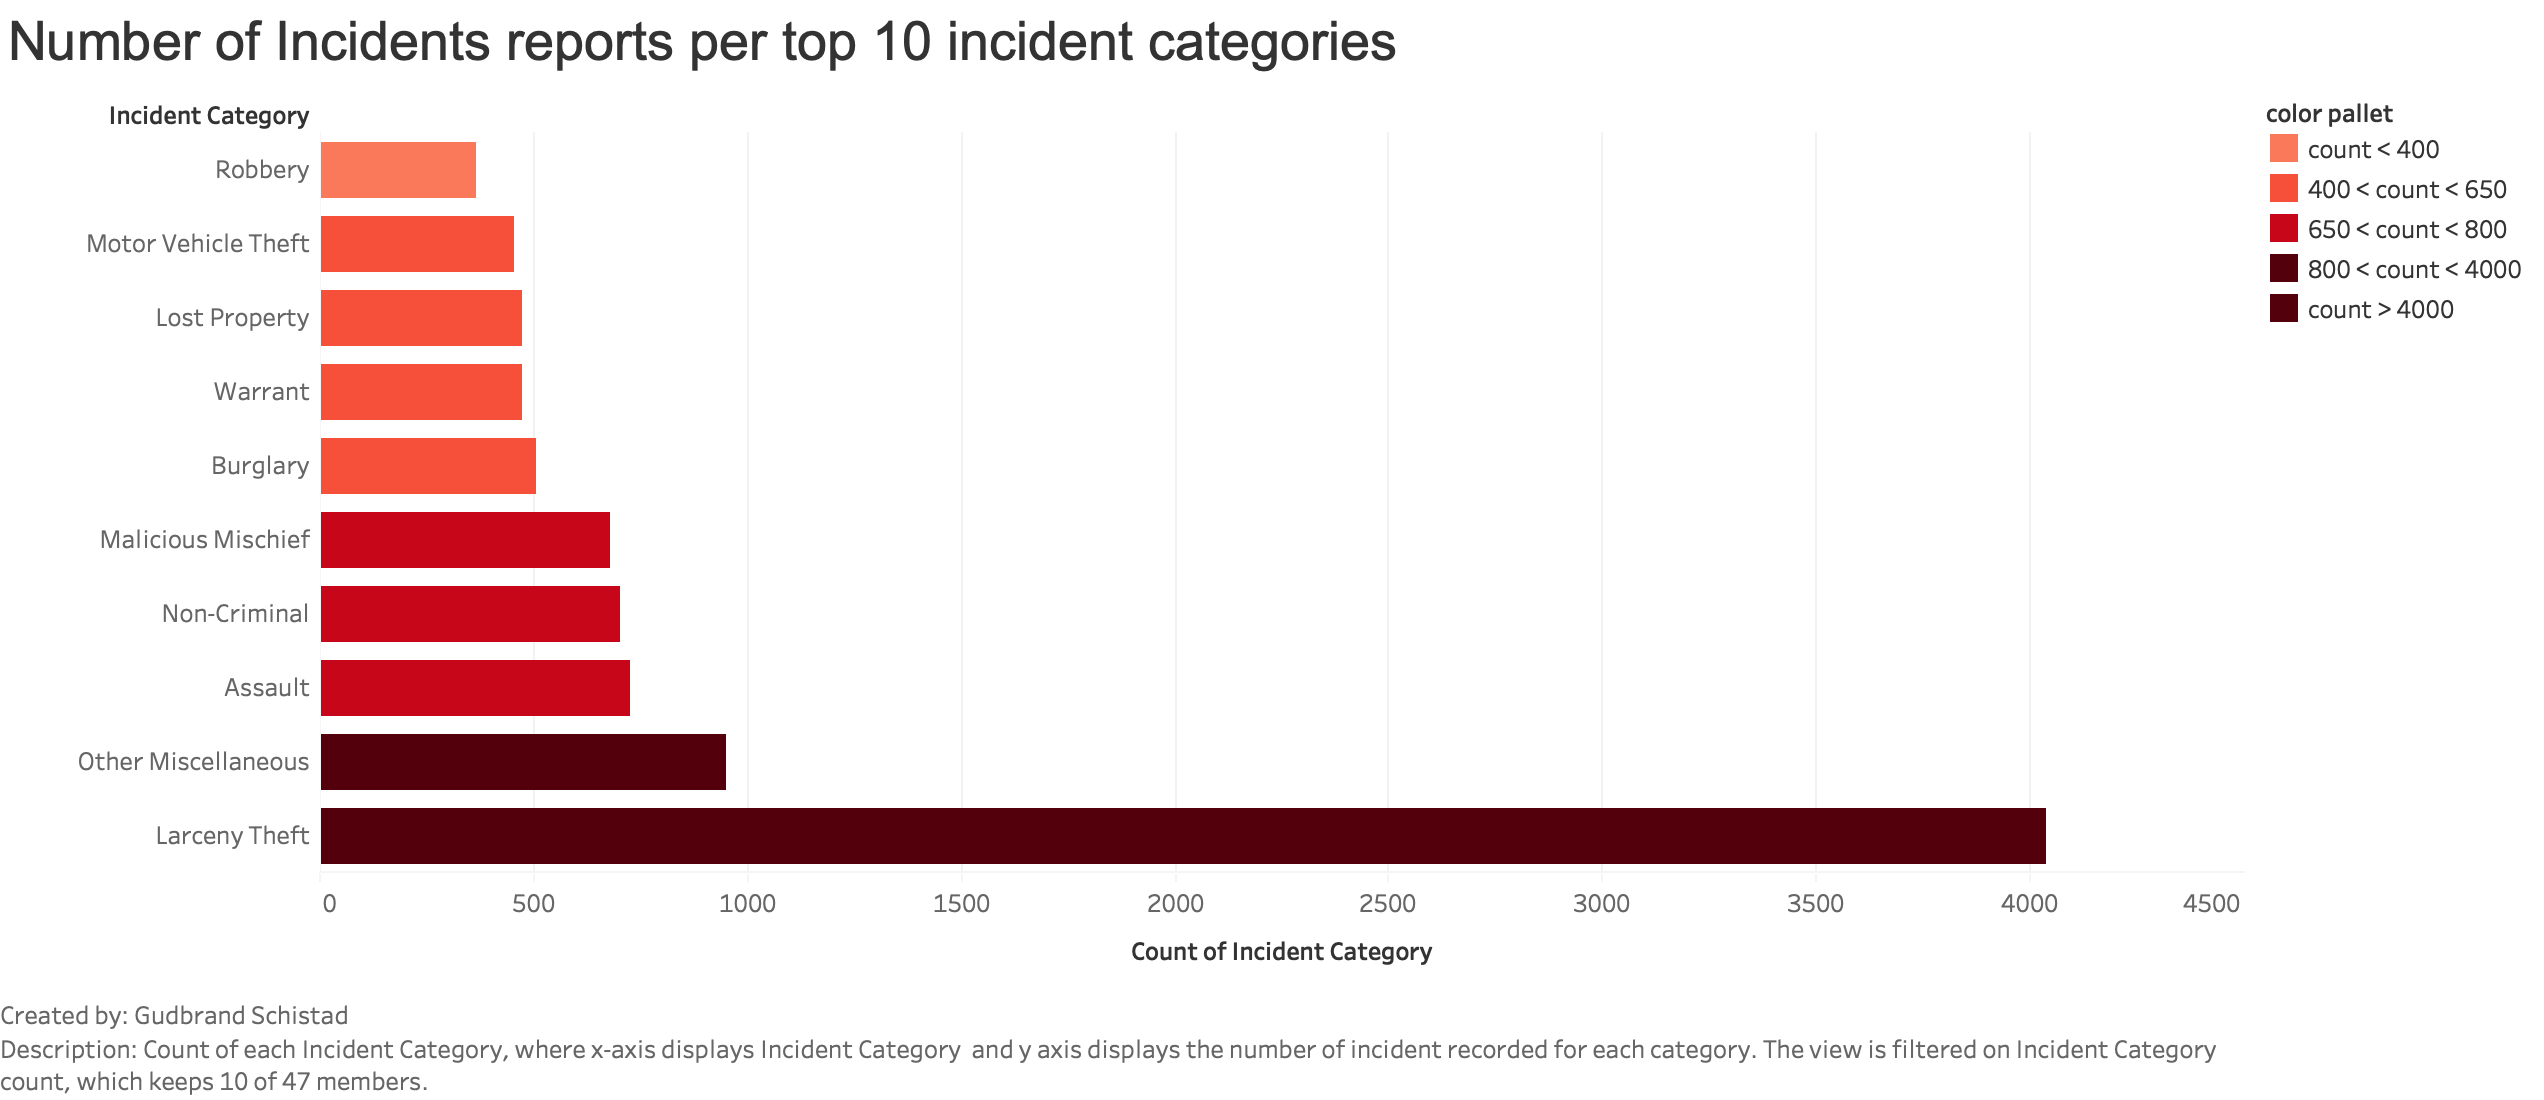 Number of Incidents reports per top 10 incident categories
Incident Category
Robbery
Motor Vehicle Theft
Lost Property
Warrant
Burglary
Malicious Mischief
Non-Criminal
Assault
Other Miscellaneous
Larceny Theft
0 500 1000 1500 2000 2500 3000 3500 4000 4500
Count of Incident Category
color pallet
count < 400
400 < count < 650
650 < count < 800
800 < count < 4000
count > 4000
Created by: Gudbrand Schistad
Description: Count of each Incident Category, where x-axis displays Incident Category  and y axis displays the number of incident recorded for each category. The view is filtered on Incident Category
count, which keeps 10 of 47 members.